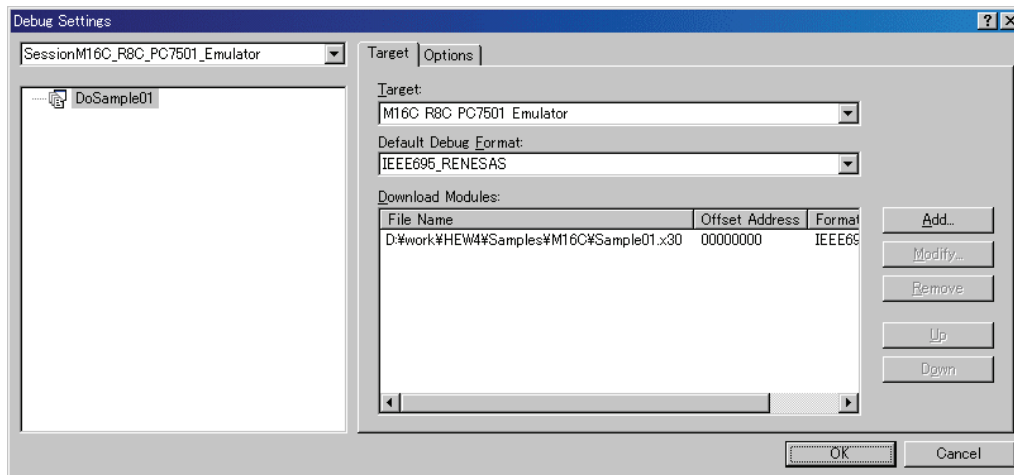 Debug Settings
SessionM16C_R8C_PC7501_Emulator
DoSample01
Target
Options
Target:
M16C R8C PC7501 Emulator
Default Debug Format:
IEEE695_RENESAS
Download Modules:
File Name Offset Address Format
D:¥work¥HEW4¥Samples¥M16C¥Sample01.x30 00000000 IEEE69
Add...
Modify...
Remove
Up
Down
OK
Cancel